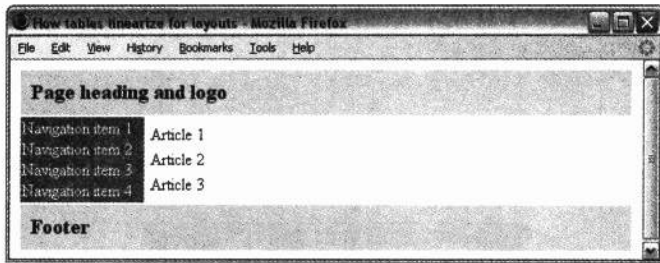 How tables linearize for layouts - Mozilla Firefox
File Edit View History Bookmarks Tools Help
Page heading and logo
Navigation item 1
Navigation item 2
Navigation item 3
Navigation item 4
Article 1
Article 2
Article 3
Footer